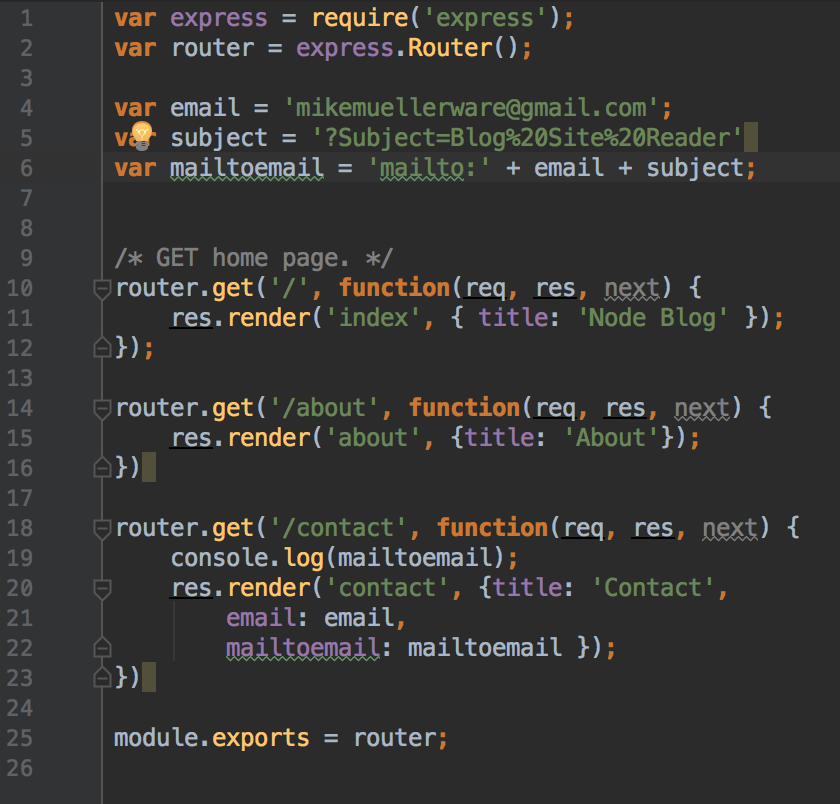 1 var express = require('express');
2 var router = express.Router();
3
4 var email = 'mikemuellerware@gmail.com';
5 var subject = '?Subject=Blog%20Site%20Reader'
6 var mailtoemail = 'mailto:' + email + subject;
7
8
9 /* GET home page. */
10 router.get('/', function(req, res, next) {
11     res.render('index', { title: 'Node Blog' });
12 });
13
14 router.get('/about', function(req, res, next) {
15     res.render('about', {title: 'About'});
16 })
17
18 router.get('/contact', function(req, res, next) {
19     console.log(mailtoemail);
20     res.render('contact', {title: 'Contact',
21         email: email,
22         mailtoemail: mailtoemail });
23 })
24
25 module.exports = router;
26